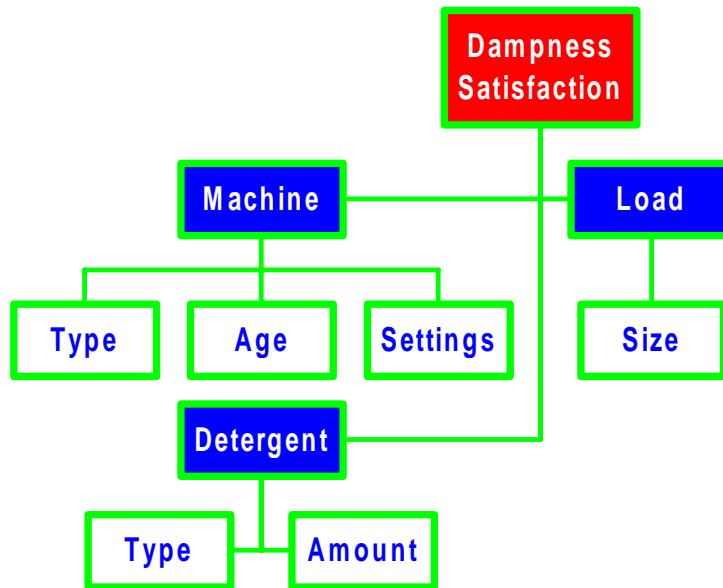 Dampness
Satisfaction
Machine
Load
Type
Age
Settings
Size
Detergent
Type
Amount